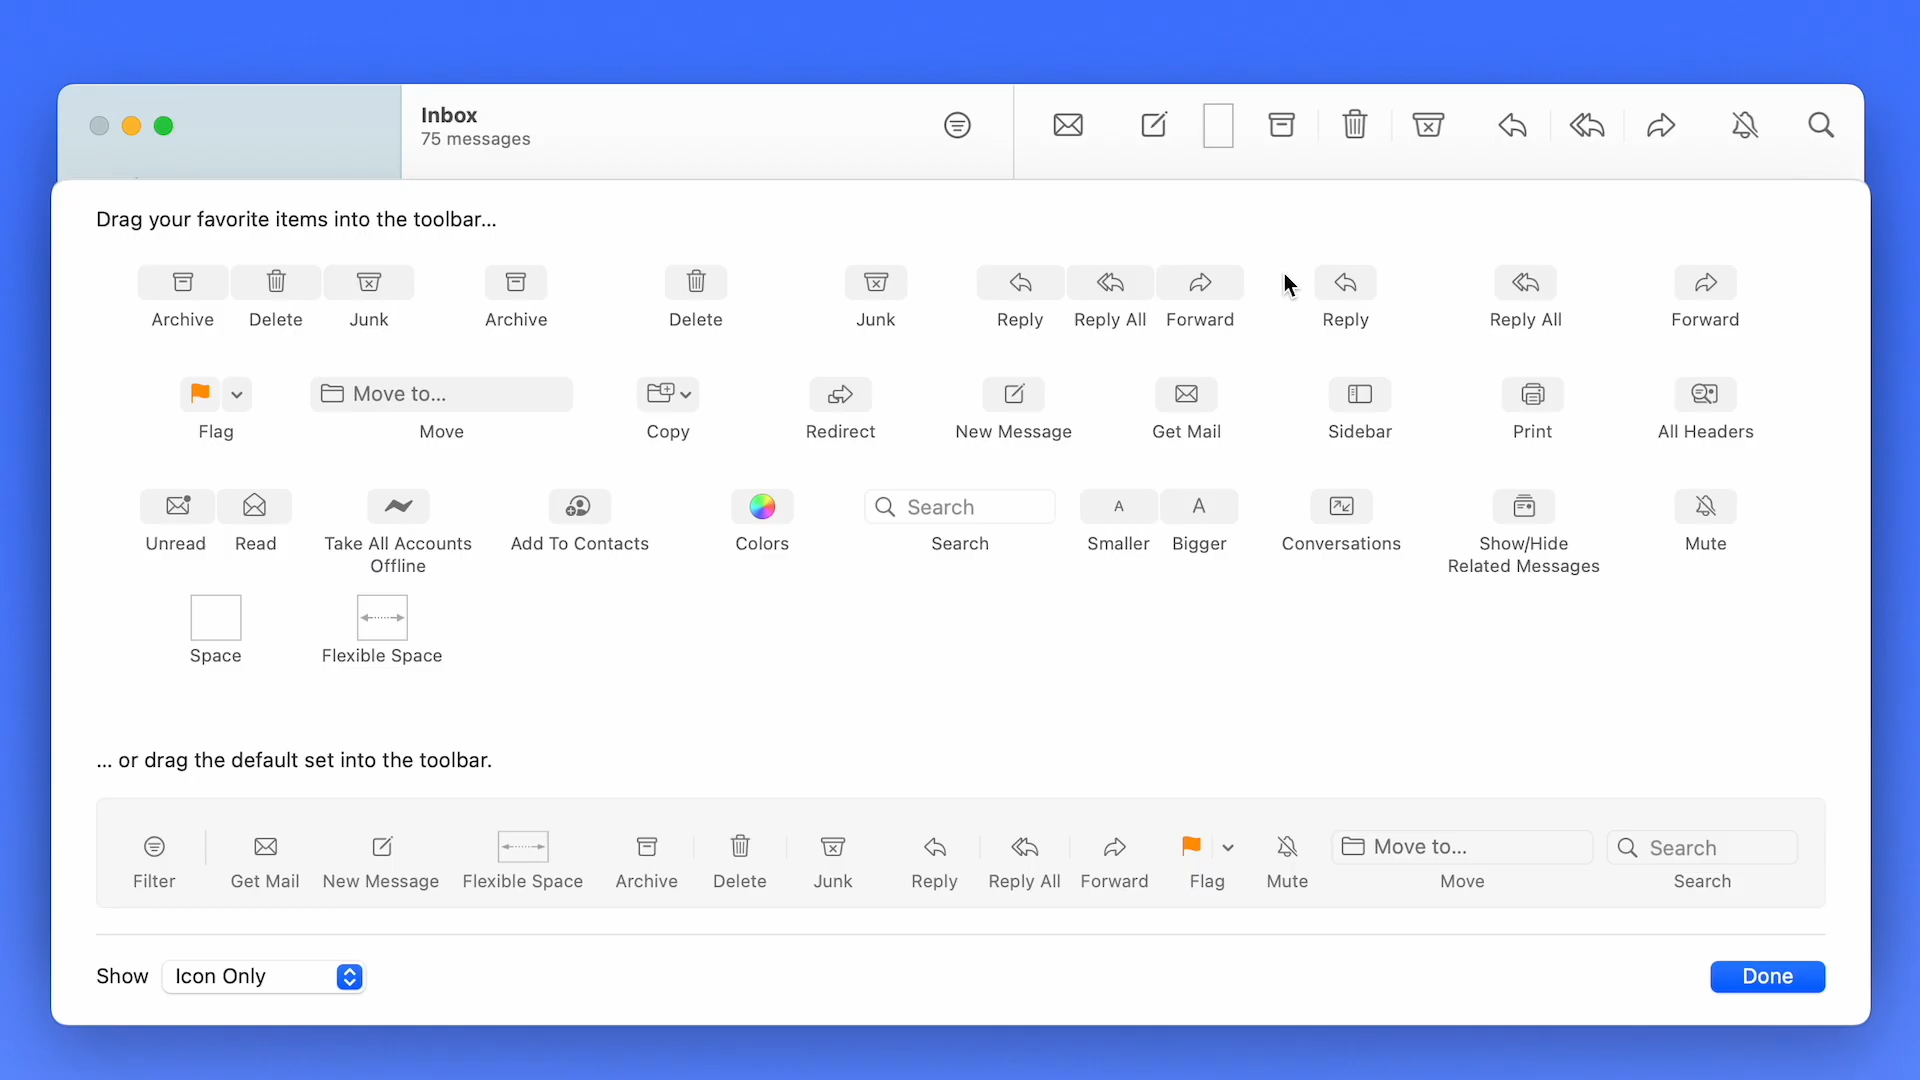 Inbox
75 messages
Drag your favorite items into the toolbar...
Archive Delete Junk Archive Delete Junk Reply Reply All Forward Reply Reply All Forward
Move to...
Flag Move Copy Redirect New Message Get Mail Sidebar Print All Headers
Search A A
Unread Read Take All Accounts Offline Add To Contacts Colors Search Smaller Bigger Conversations Show/Hide Related Messages Mute
Space Flexible Space
... or drag the default set into the toolbar.
Move to... Search
Filter Get Mail New Message Flexible Space Archive Delete Junk Reply Reply All Forward Flag Mute Move Search
Show Icon Only Done